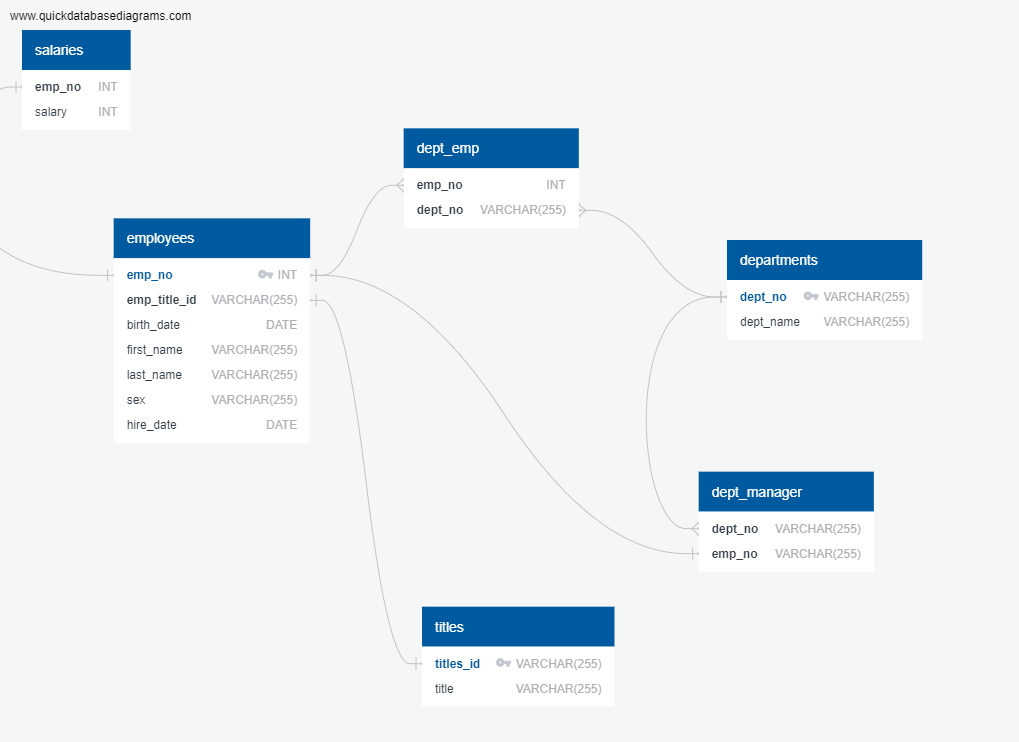 www.quickdatabasediagrams.com
salaries
emp_no INT
salary INT
dept_emp
emp_no INT
dept_no VARCHAR(255)
employees
emp_no INT
emp_title_id VARCHAR(255)
birth_date DATE
first_name VARCHAR(255)
last_name VARCHAR(255)
sex VARCHAR(255)
hire_date DATE
departments
dept_no VARCHAR(255)
dept_name VARCHAR(255)
dept_manager
dept_no VARCHAR(255)
emp_no VARCHAR(255)
titles
titles_id VARCHAR(255)
title VARCHAR(255)